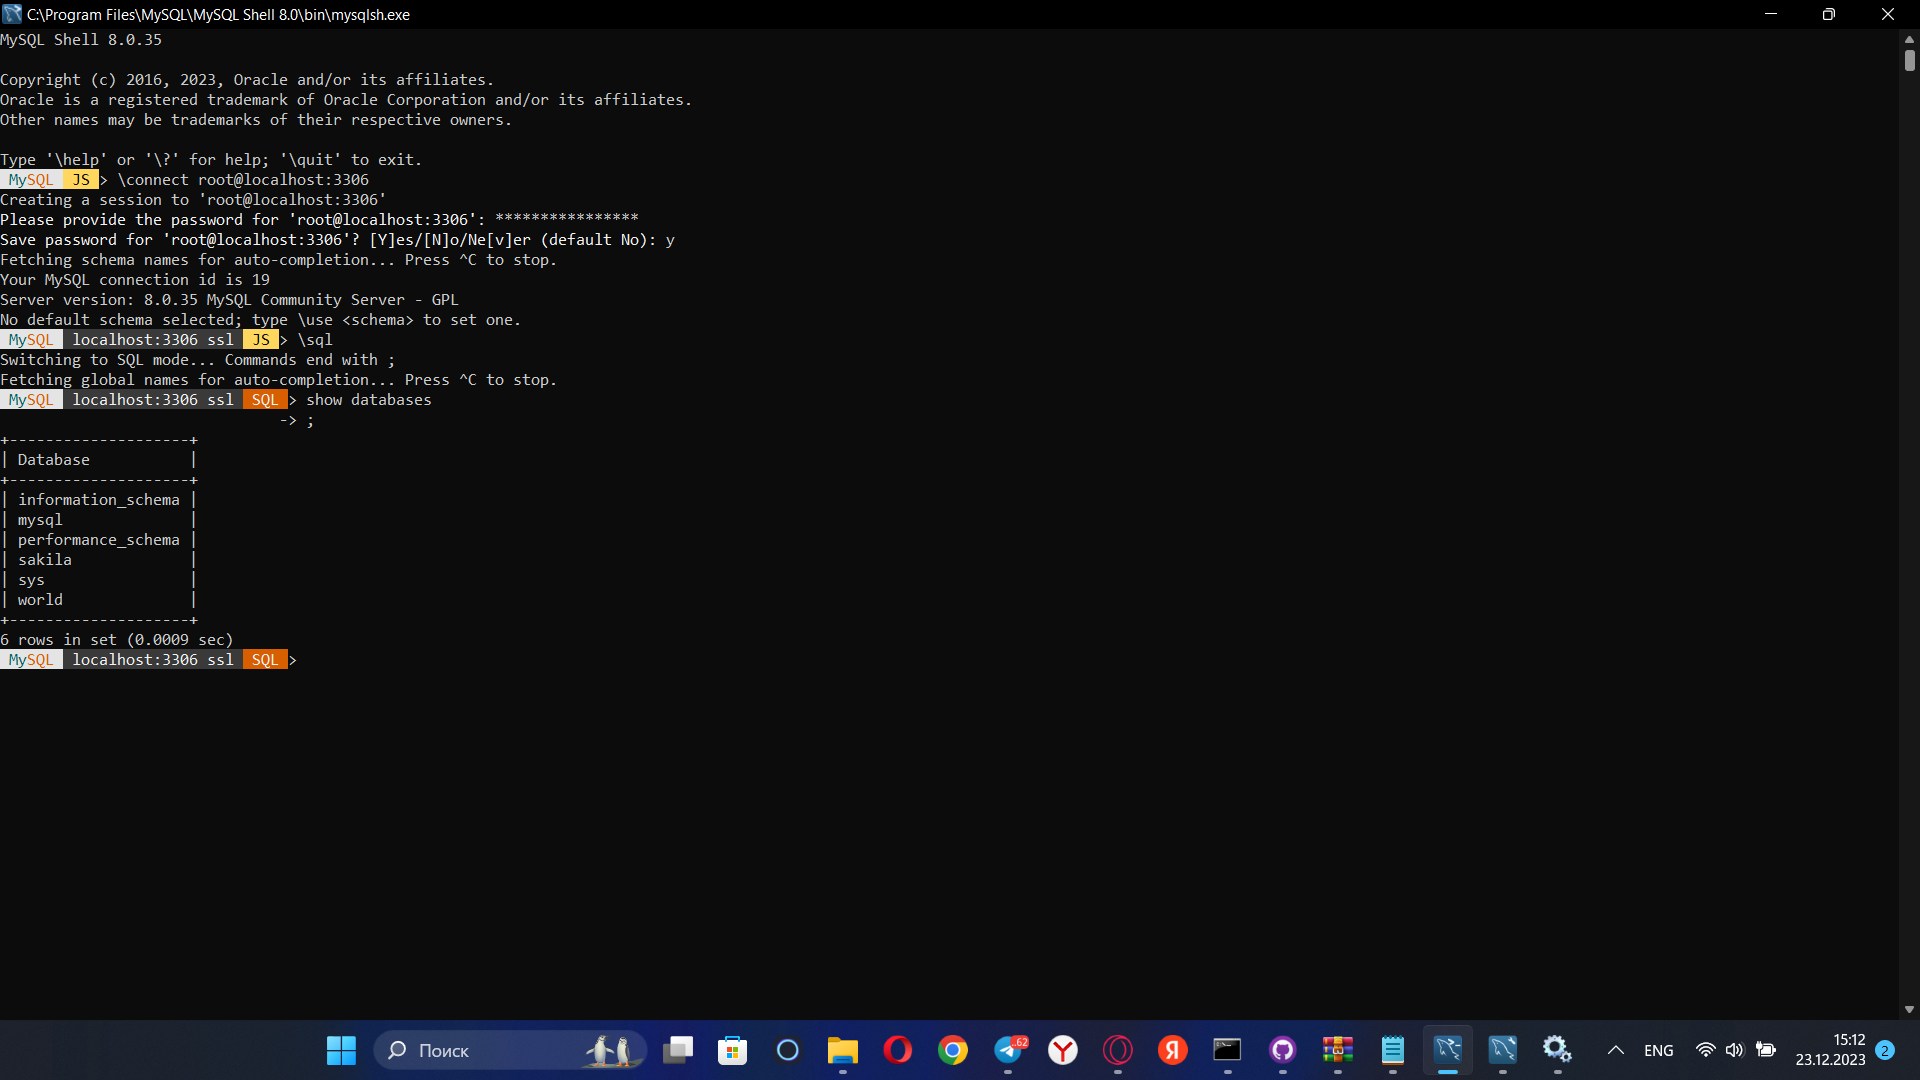 C:\Program Files\MySQL\MySQL Shell 8.0\bin\mysqlsh.exe
MySQL Shell 8.0.35
Copyright (c) 2016, 2023, Oracle and/or its affiliates.
Oracle is a registered trademark of Oracle Corporation and/or its affiliates.
Other names may be trademarks of their respective owners.
Type '\help' or '\?' for help; '\quit' to exit.
MySQL JS > \connect root@localhost:3306
Creating a session to 'root@localhost:3306'
Please provide the password for 'root@localhost:3306': ****************
Save password for 'root@localhost:3306'? [Y]es/[N]o/Ne[v]er (default No): y
Fetching schema names for auto-completion... Press ^C to stop.
Your MySQL connection id is 19
Server version: 8.0.35 MySQL Community Server - GPL
No default schema selected; type \use <schema> to set one.
MySQL localhost:3306 ssl JS > \sql
Switching to SQL mode... Commands end with ;
Fetching global names for auto-completion... Press ^C to stop.
MySQL localhost:3306 ssl SQL > show databases
-> ;
+--------------------+
| Database           |
+--------------------+
| information_schema |
| mysql              |
| performance_schema |
| sakila             |
| sys                |
| world              |
+--------------------+
6 rows in set (0.0009 sec)
MySQL localhost:3306 ssl SQL >
Поиск
..62
Я
ENG
15:12
23.12.2023
2